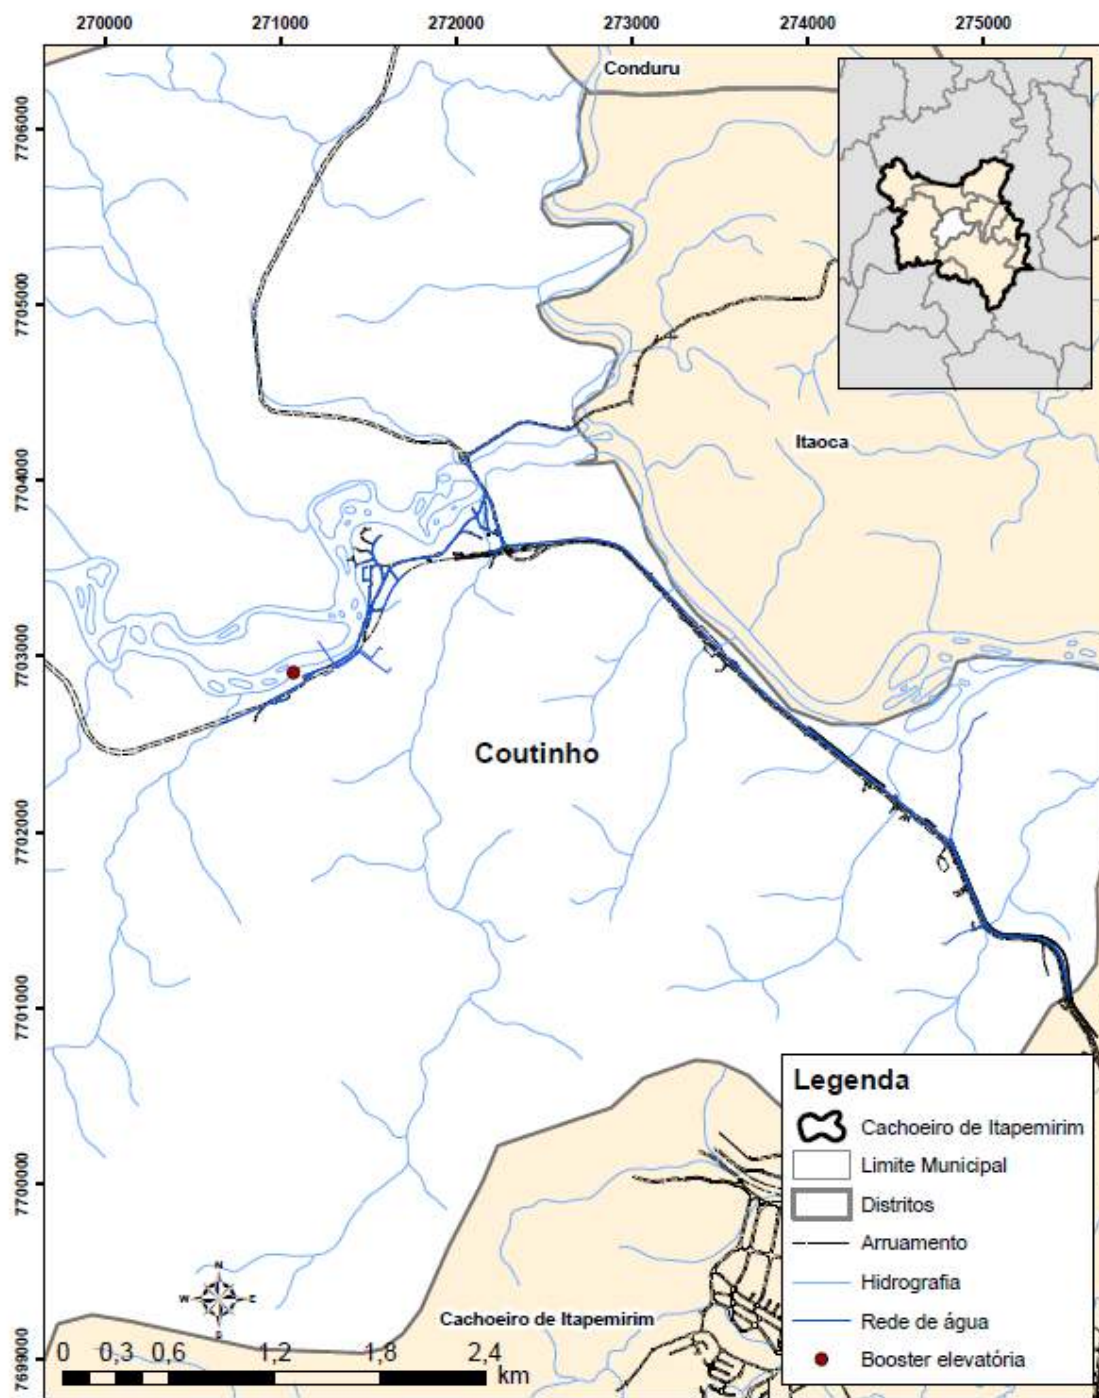 270000 271000 272000 273000 274000 275000
Conduru
7706000
7705000
Itaoca
7704000
7703000
Coutinho
7702000
7701000
Legenda
Cachoeiro de Itapemirim
Limite Municipal
7700000
Distritos
Arruamento
N
Hidrografia
W E
S
Cachoeiro de Itapemirim
Rede de água
0 0,3 0,6 1,2 1,8 2,4
km
7699000
Booster elevatória